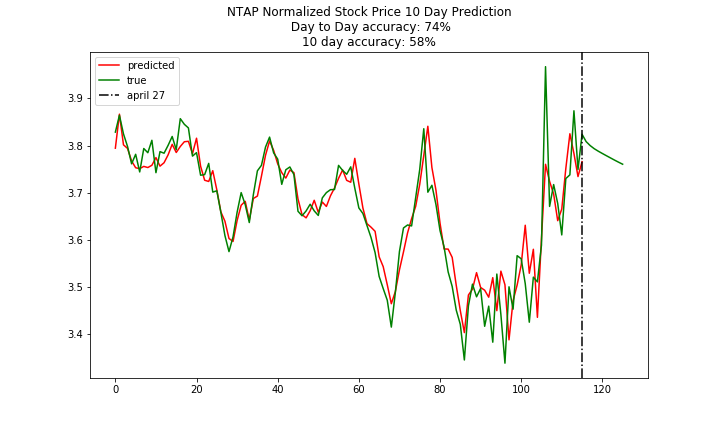 NTAP Normalized Stock Price 10 Day Prediction
Day to Day accuracy: 74%
10 day accuracy: 58%
predicted
true
april 27
3.9
3.8
3.7
3.6
3.5
3.4
0 20 40 60 80 100 120